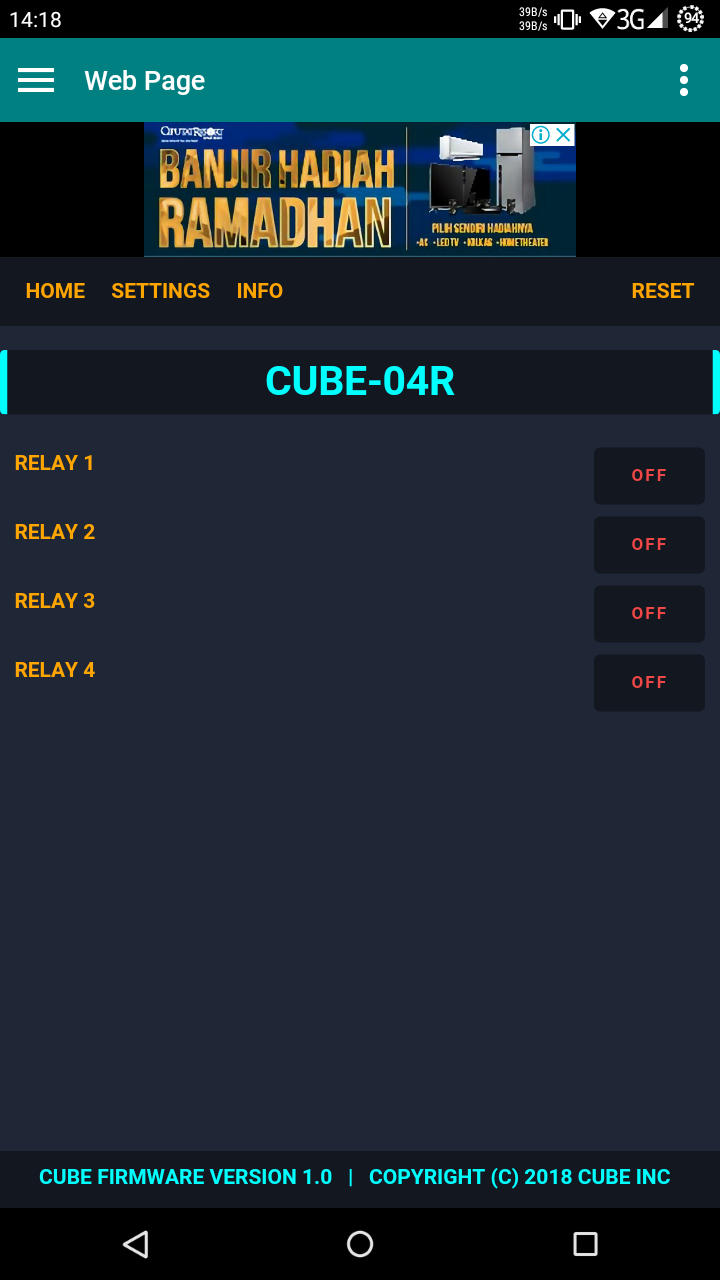 14:18
39B/s
39B/s
3G
94
Web Page
BANJIR HADIAH
RAMADHAN
PILIH SENDIRI HADIAHNYA
•AC •LED TV •KULKAS •HOMETHEATER
HOME SETTINGS INFO RESET
CUBE-04R
RELAY 1 OFF
RELAY 2 OFF
RELAY 3 OFF
RELAY 4 OFF
CUBE FIRMWARE VERSION 1.0 | COPYRIGHT (C) 2018 CUBE INC